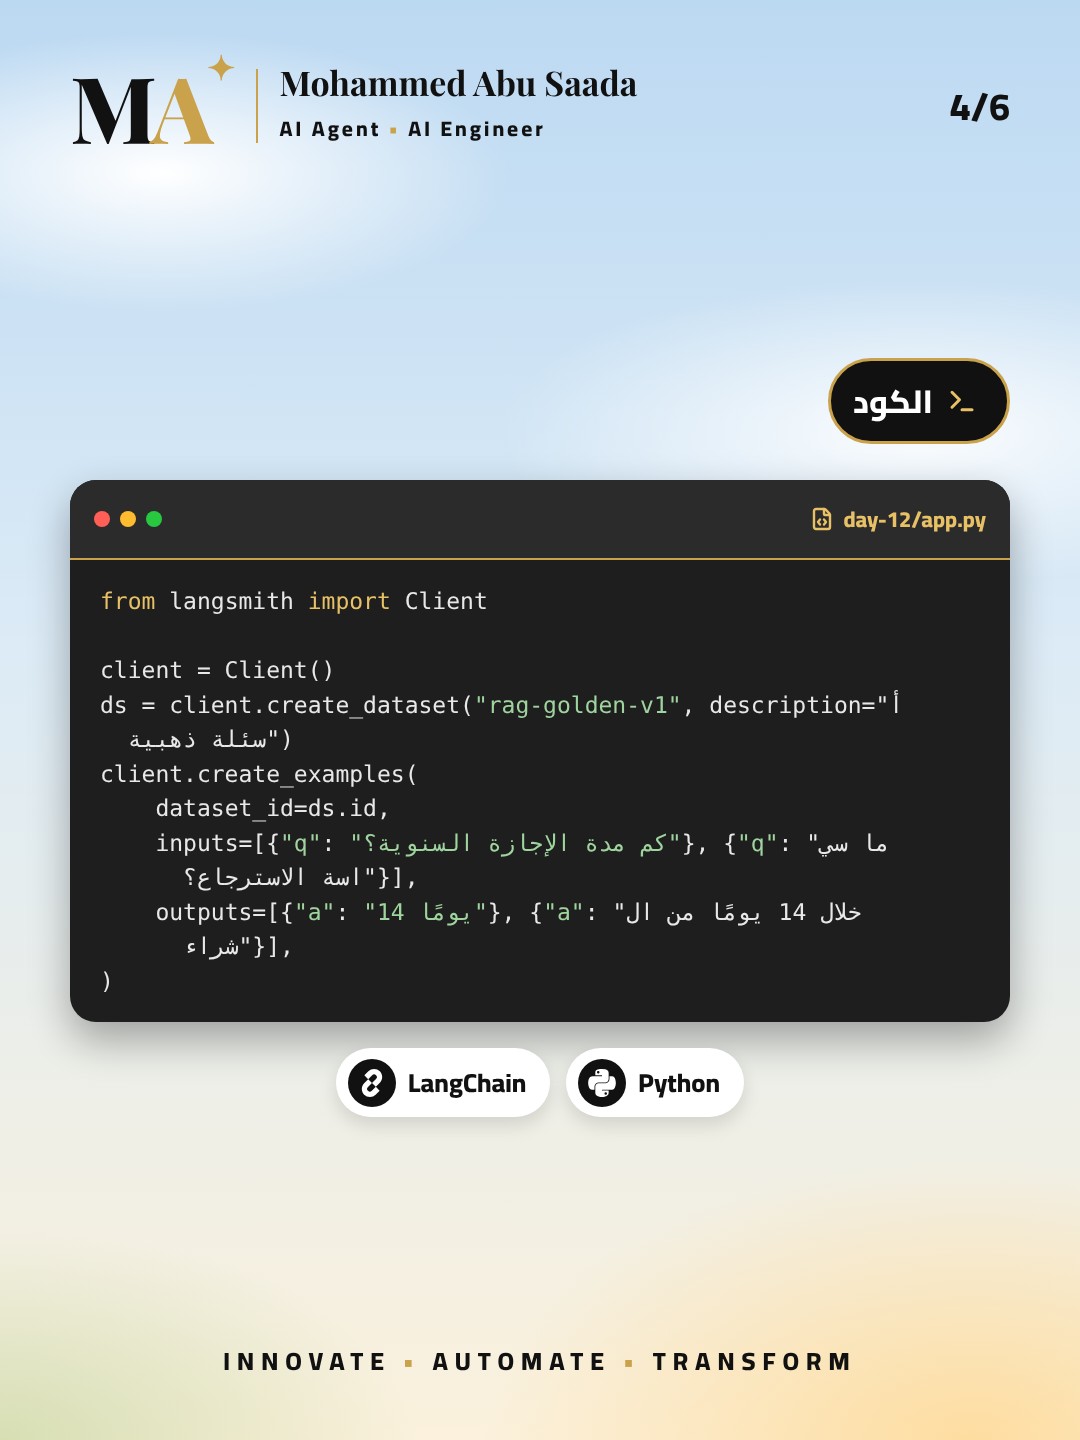 MA
Mohammed Abu Saada
AI Agent ▪ AI Engineer
4/6
الكود
day-12/app.py
from langsmith import Client

client = Client()
ds = client.create_dataset("rag-golden-v1", description="أ
سئلة ذهبية")
client.create_examples(
    dataset_id=ds.id,
    inputs=[{"q": "كم مدة الإجازة السنوية؟"}, {"q": "ما سي
اسة الاسترجاع؟"}],
    outputs=[{"a": "14 يومًا"}, {"a": "خلال 14 يومًا من ال
شراء"}],
)
LangChain
Python
INNOVATE ▪ AUTOMATE ▪ TRANSFORM